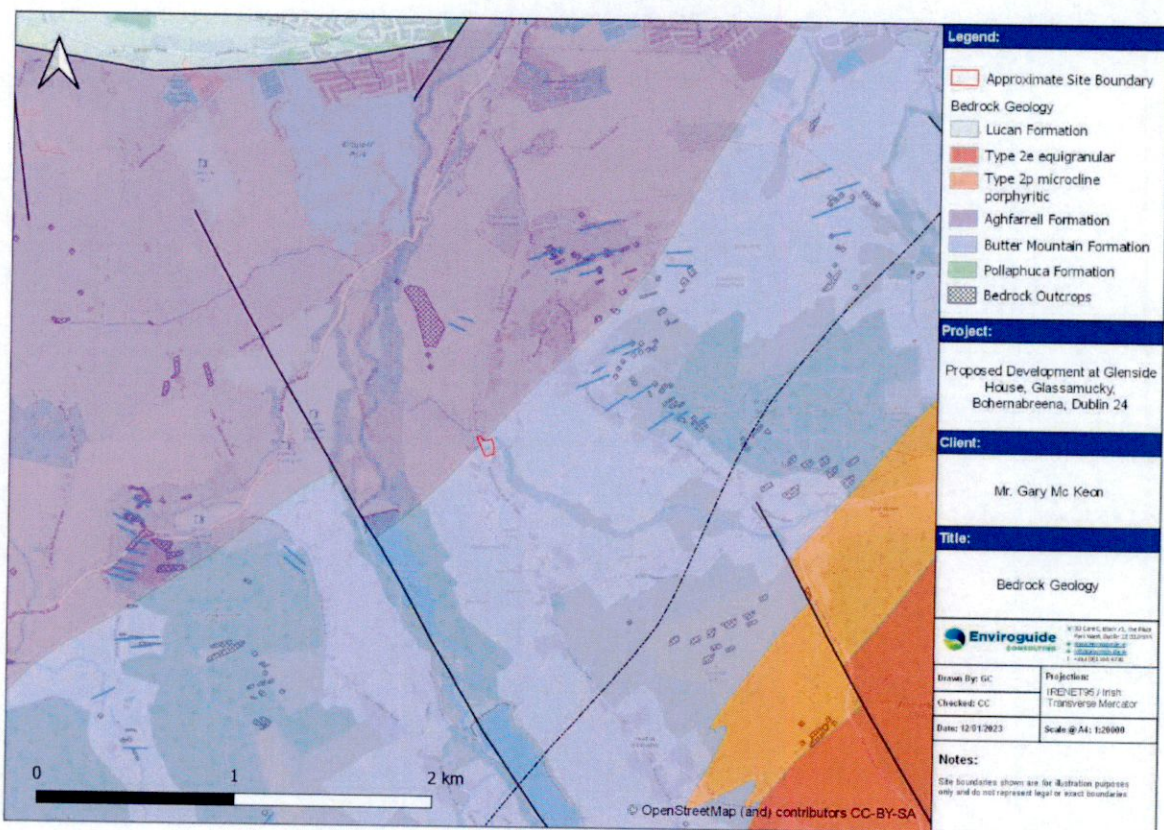 Legend:
Approximate Site Boundary
Bedrock Geology
Lucan Formation
Type 2e equigranular
Type 2p microcline
porphyritic
Aghfarrell Formation
Butter Mountain Formation
Pollaphuca Formation
Bedrock Outcrops
Project:
Proposed Development at Glenside
House, Glassamucky,
Bohernabreena, Dublin 24
Client:
Mr. Gary Mc Keon
Title:
Bedrock Geology
Enviroguide
CONSULTING
Drawn By: GC
Checked: CC
Projection:
IRENET95 / Irish
Transverse Mercator
Date: 12/01/2023
Scale @ A4: 1:20000
Notes:
Site boundaries shown are for illustration purposes
only and do not represent legal or exact boundaries
0 1 2 km
© OpenStreetMap (and) contributors CC-BY-SA